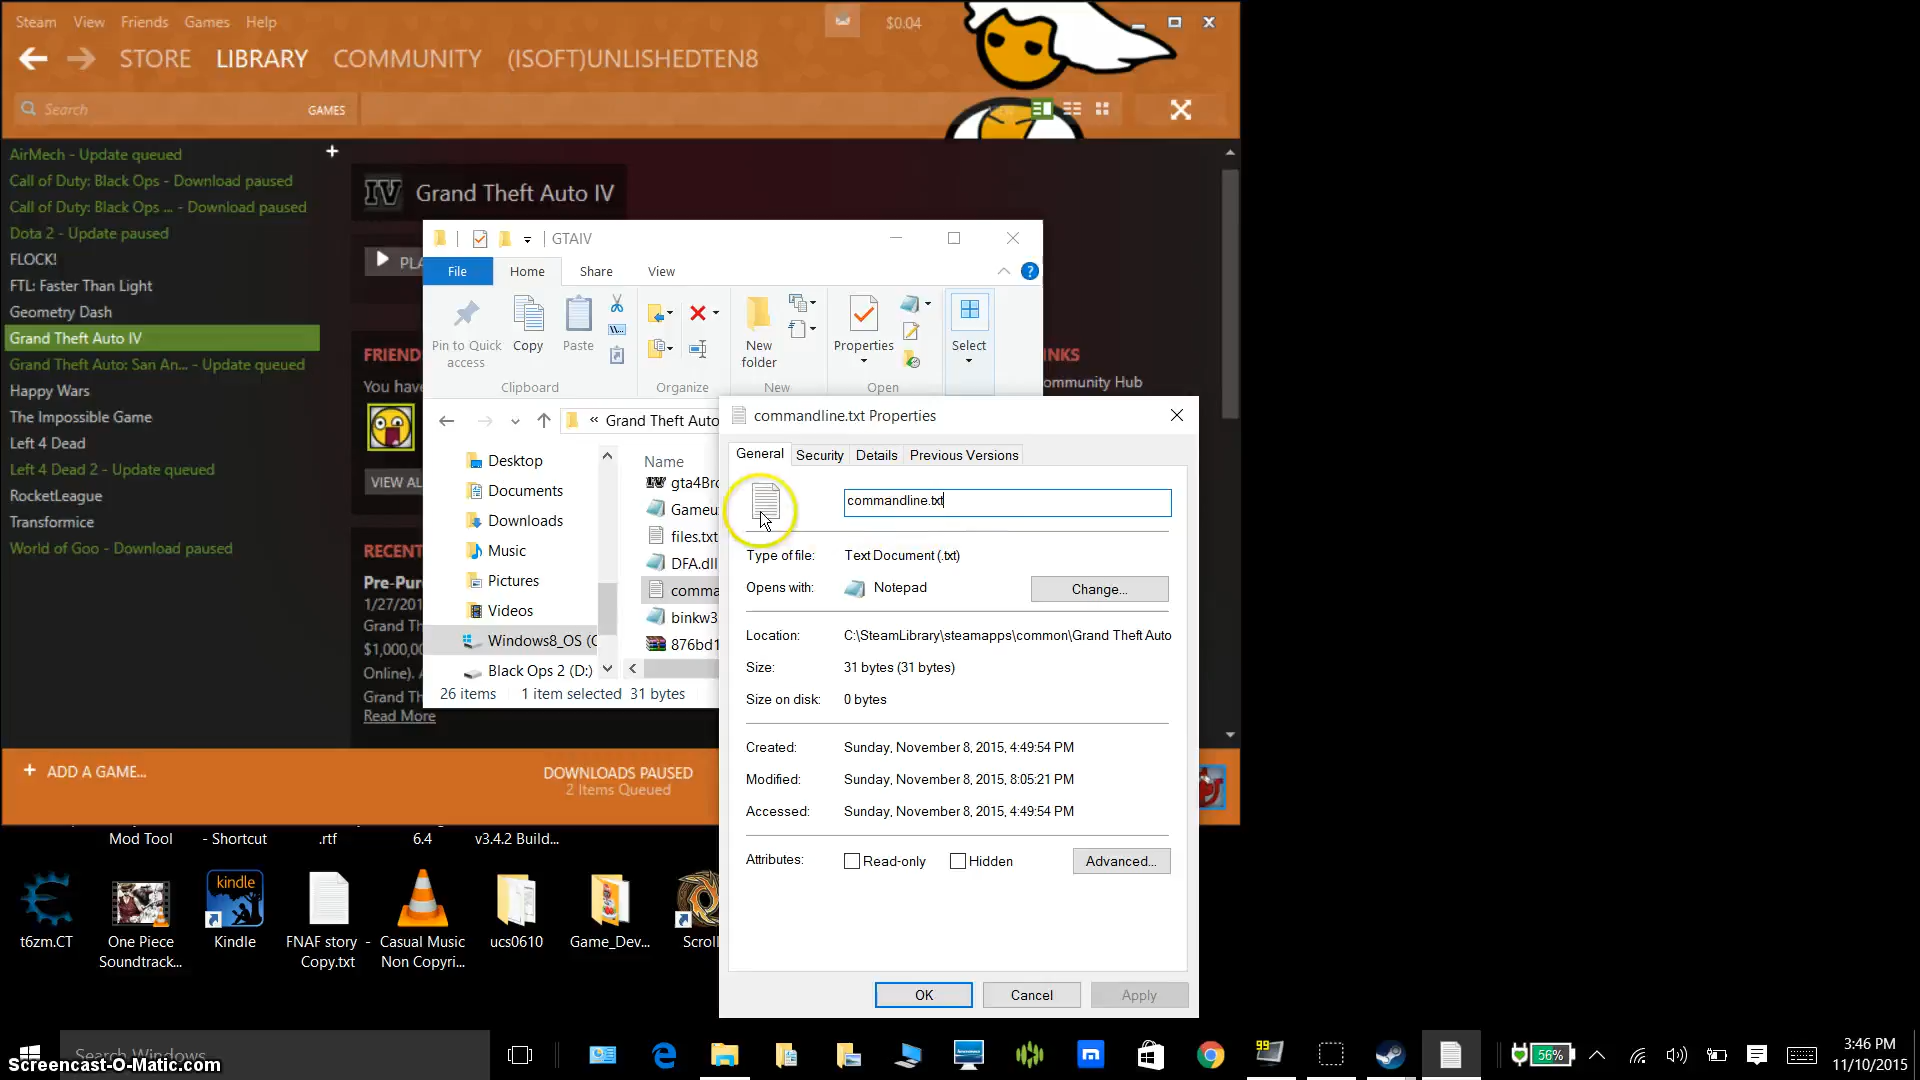 Steam View Friends Games Help
$0.04
STORE LIBRARY COMMUNITY (ISOFT)UNLISHEDTEN8
Search
GAMES
AirMech - Update queued
Call of Duty: Black Ops - Download paused
Call of Duty: Black Ops ... - Download paused
Dota 2 - Update paused
FLOCK!
FTL: Faster Than Light
Geometry Dash
Grand Theft Auto IV
Grand Theft Auto: San An... - Update queued
Happy Wars
The Impossible Game
Left 4 Dead
Left 4 Dead 2 - Update queued
RocketLeague
Transformice
World of Goo - Download paused
IV Grand Theft Auto IV
PLA
FRIEND
You have
VIEW AL
RECENT
Pre-Pur
1/27/201
Grand Th
$1,000,00
Online). A
Grand Th
Read More
INKS
ommunity Hub
GTAIV
File Home Share View
Pin to Quick access
Copy
Paste
New folder
Properties
Select
Clipboard Organize New Open
« Grand Theft Auto
Desktop
Documents
Downloads
Music
Pictures
Videos
Windows8_OS (C
Black Ops 2 (D:)
Name
gta4Bro
Gameu
files.txt
DFA.dll
comma
binkw3
876bd1
26 items 1 item selected 31 bytes
commandline.txt Properties
General Security Details Previous Versions
commandline.txt
Type of file: Text Document (.txt)
Opens with: Notepad
Change...
Location: C:\SteamLibrary\steamapps\common\Grand Theft Auto
Size: 31 bytes (31 bytes)
Size on disk: 0 bytes
Created: Sunday, November 8, 2015, 4:49:54 PM
Modified: Sunday, November 8, 2015, 8:05:21 PM
Accessed: Sunday, November 8, 2015, 4:49:54 PM
Attributes: Read-only Hidden
Advanced...
OK Cancel Apply
+ ADD A GAME...
DOWNLOADS PAUSED
2 Items Queued
Mod Tool
- Shortcut
.rtf
6.4
v3.4.2 Build...
kindle
t6zm.CT
One Piece Soundtrack...
Kindle
FNAF story - Copy.txt
Casual Music Non Copyri...
ucs0610
Game_Dev...
Scroll
Search Windows
Screencast-O-Matic.com
99
56%
3:46 PM
11/10/2015